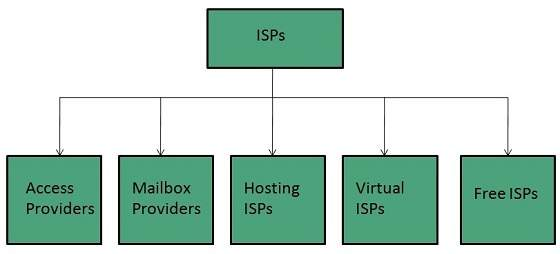 ISPs
Access
Providers
Mailbox
Providers
Hosting
ISPs
Virtual
ISPs
Free ISPs